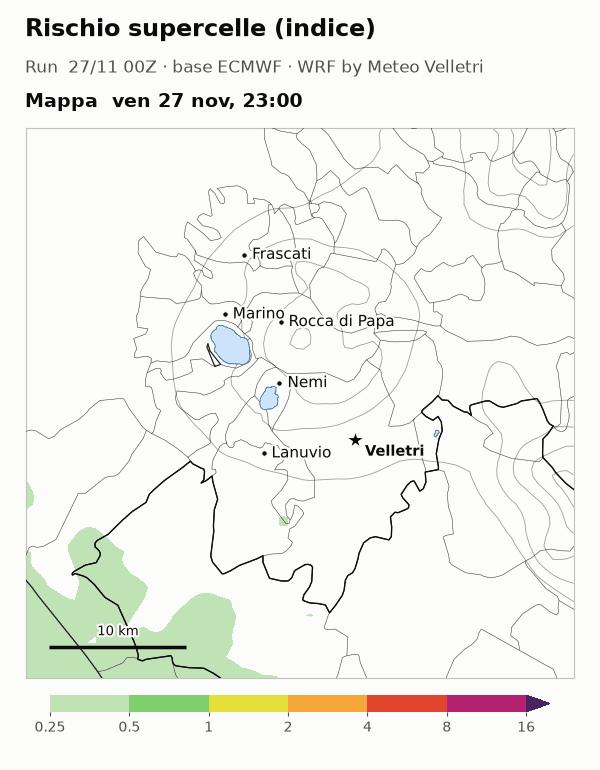 Rischio supercelle (indice)
Run 27/11 00Z · base ECMWF · WRF by Meteo Velletri
Mappa ven 27 nov, 23:00
Frascati
Marino
Rocca di Papa
Nemi
Velletri
Lanuvio
10 km
0.25 0.5 1 2 4 8 16